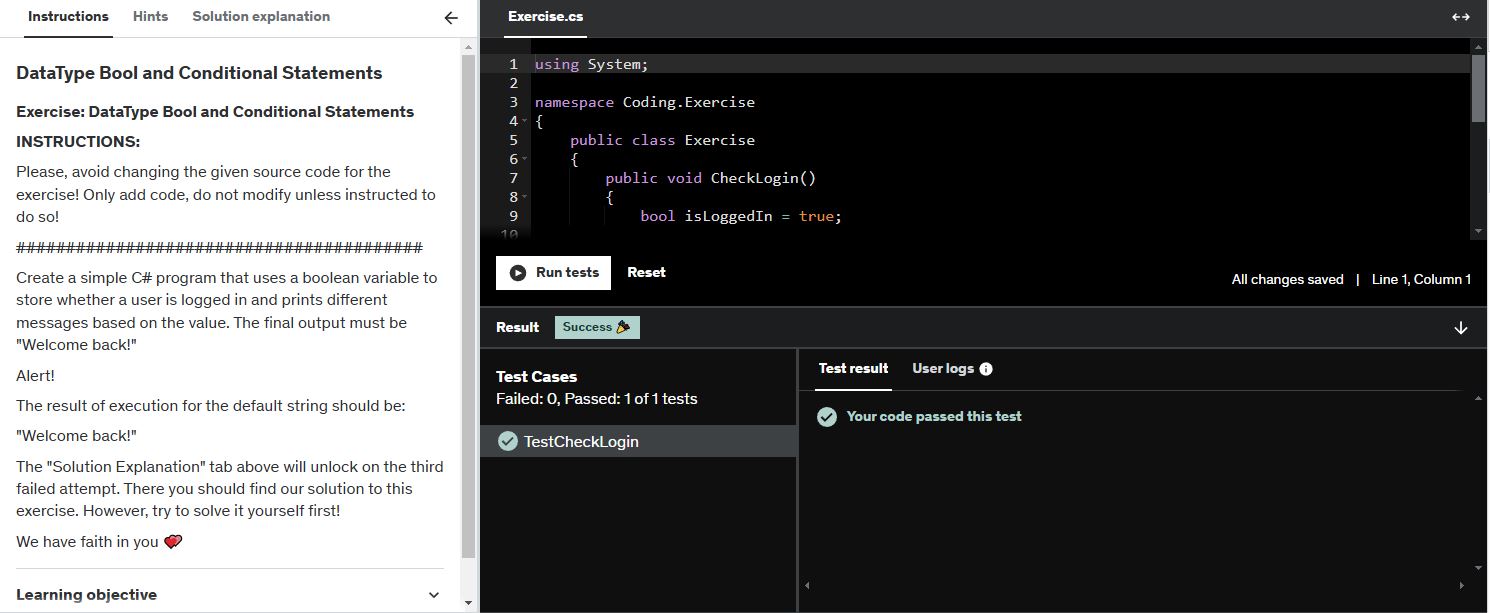 Instructions Hints Solution explanation
DataType Bool and Conditional Statements
Exercise: DataType Bool and Conditional Statements
INSTRUCTIONS:
Please, avoid changing the given source code for the
exercise! Only add code, do not modify unless instructed to
do so!
#########################################
Create a simple C# program that uses a boolean variable to
store whether a user is logged in and prints different
messages based on the value. The final output must be
"Welcome back!"
Alert!
The result of execution for the default string should be:
"Welcome back!"
The "Solution Explanation" tab above will unlock on the third
failed attempt. There you should find our solution to this
exercise. However, try to solve it yourself first!
We have faith in you
Learning objective
Exercise.cs
1 using System;
2
3 namespace Coding.Exercise
4 {
5 public class Exercise
6 {
7 public void CheckLogin()
8 {
9 bool isLoggedIn = true;
10
Run tests Reset
All changes saved | Line 1, Column 1
Result Success
Test Cases
Failed: 0, Passed: 1 of 1 tests
TestCheckLogin
Test result User logs
Your code passed this test